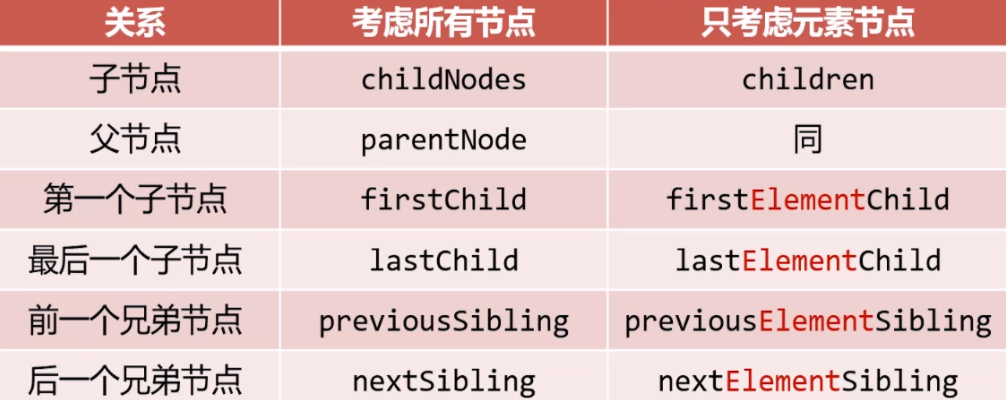 关系 考虑所有节点 只考虑元素节点
子节点 childNodes children
父节点 parentNode 同
第一个子节点 firstChild firstElementChild
最后一个子节点 lastChild lastElementChild
前一个兄弟节点 previousSibling previousElementSibling
后一个兄弟节点 nextSibling nextElementSibling